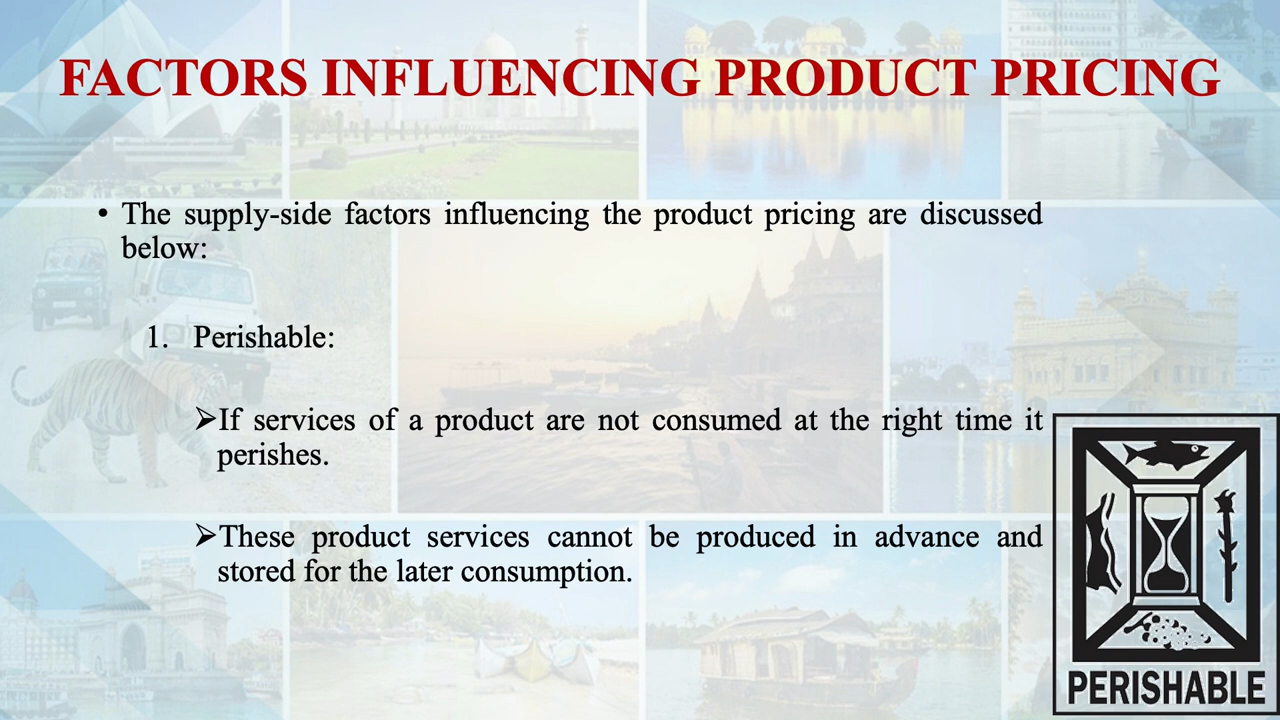 FACTORS INFLUENCING PRODUCT PRICING
• The supply-side factors influencing the product pricing are discussed
below:
1. Perishable:
➢If services of a product are not consumed at the right time it
perishes.
➢These product services cannot be produced in advance and
stored for the later consumption.
PERISHABLE